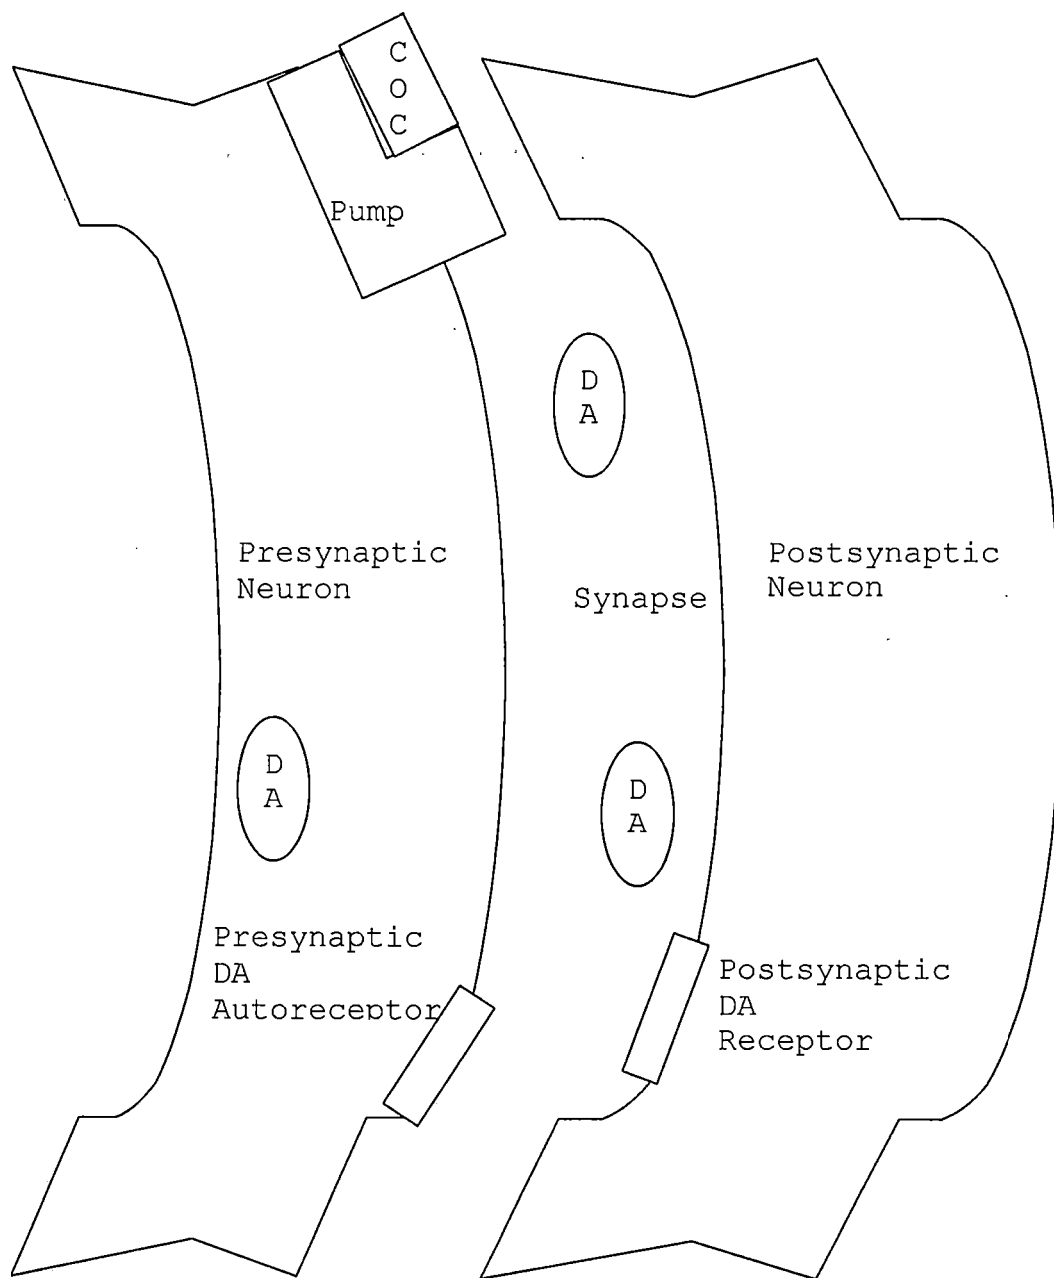 C
O
C
Pump
D
A
Presynaptic
Neuron
Synapse
Postsynaptic
Neuron
D
A
D
A
Presynaptic
DA
Autoreceptor
Postsynaptic
DA
Receptor